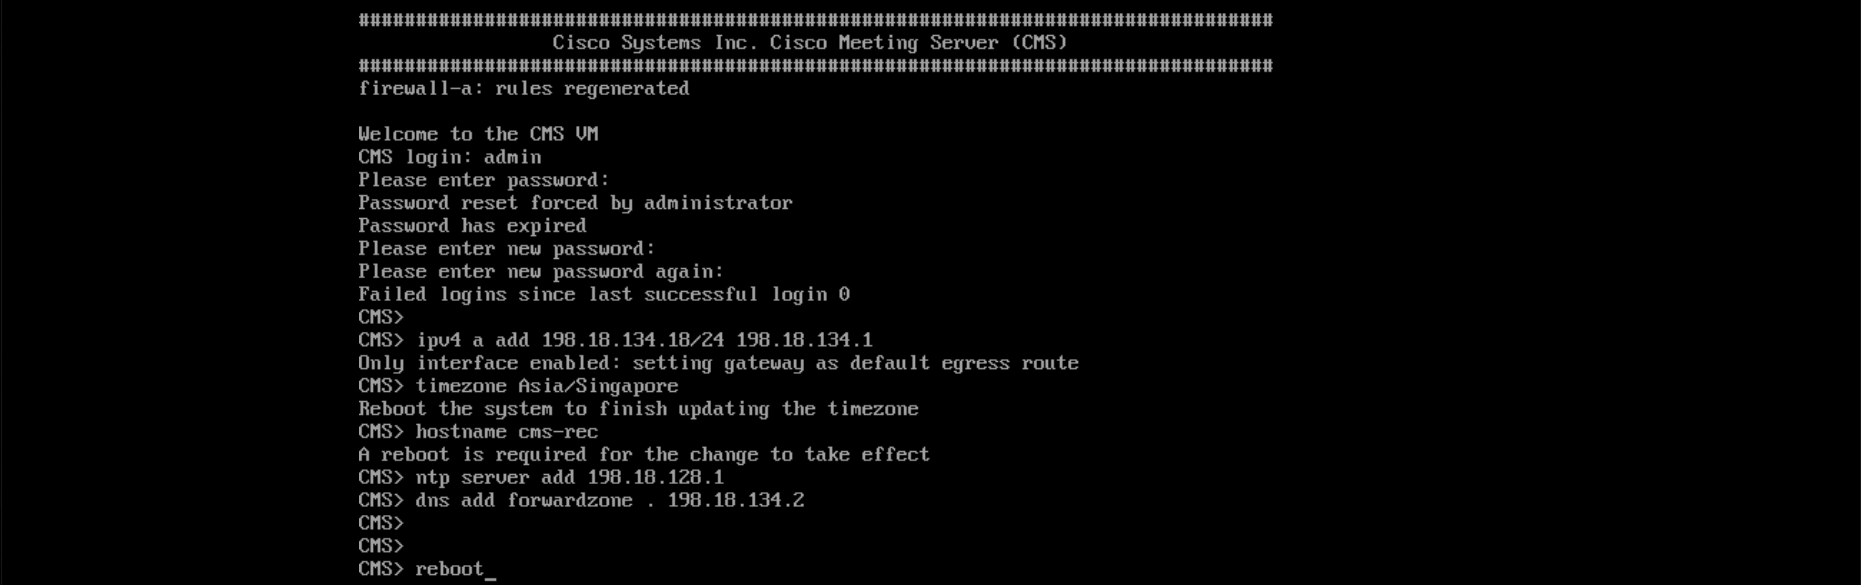 ################################################################################
Cisco Systems Inc. Cisco Meeting Server (CMS)
################################################################################
firewall-a: rules regenerated
Welcome to the CMS VM
CMS login: admin
Please enter password:
Password reset forced by administrator
Password has expired
Please enter new password:
Please enter new password again:
Failed logins since last successful login 0
CMS>
CMS> ipv4 a add 198.18.134.18/24 198.18.134.1
Only interface enabled: setting gateway as default egress route
CMS> timezone Asia/Singapore
Reboot the system to finish updating the timezone
CMS> hostname cms-rec
A reboot is required for the change to take effect
CMS> ntp server add 198.18.128.1
CMS> dns add forwardzone . 198.18.134.2
CMS>
CMS>
CMS> reboot_